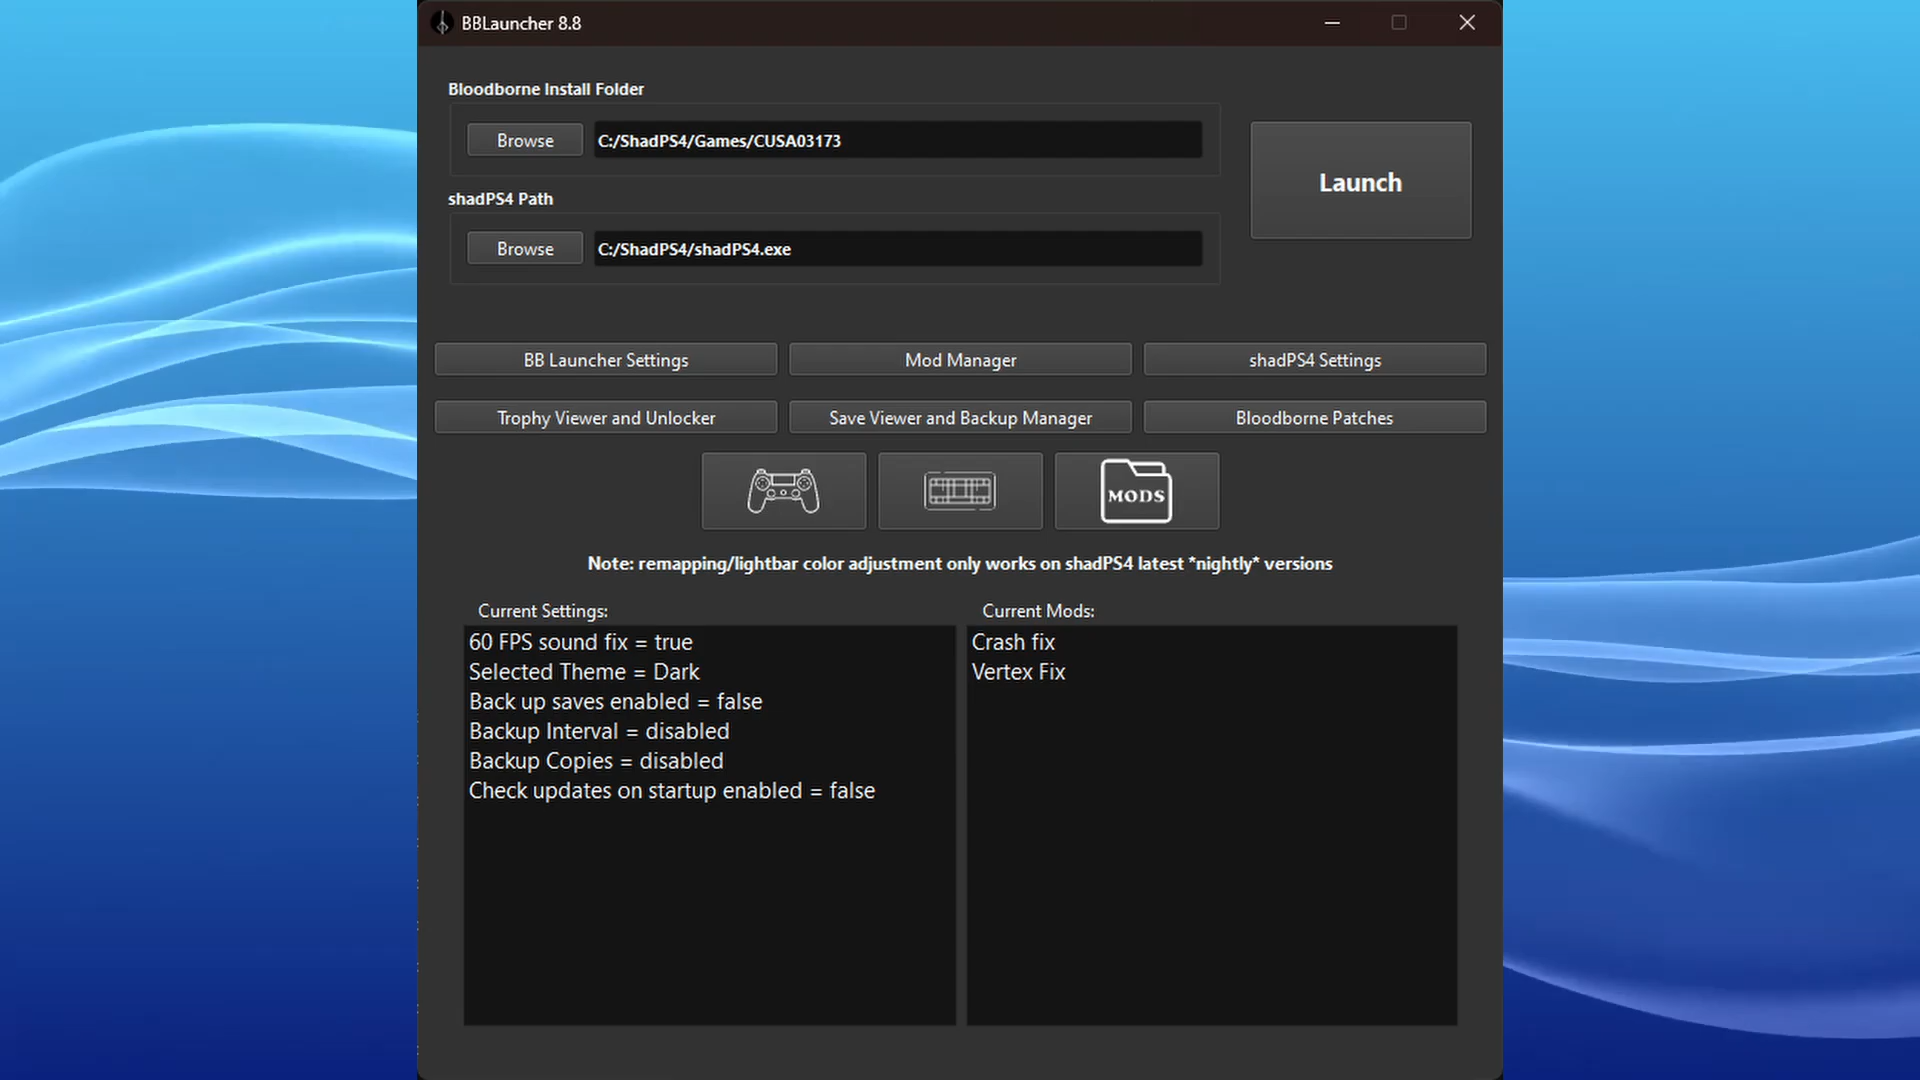 BBLauncher 8.8
Bloodborne Install Folder
Browse
C:/ShadPS4/Games/CUSA03173
Launch
shadPS4 Path
Browse
C:/ShadPS4/shadPS4.exe
BB Launcher Settings
Mod Manager
shadPS4 Settings
Trophy Viewer and Unlocker
Save Viewer and Backup Manager
Bloodborne Patches
MODS
Note: remapping/lightbar color adjustment only works on shadPS4 latest *nightly* versions
Current Settings:
60 FPS sound fix = true
Selected Theme = Dark
Back up saves enabled = false
Backup Interval = disabled
Backup Copies = disabled
Check updates on startup enabled = false
Current Mods:
Crash fix
Vertex Fix